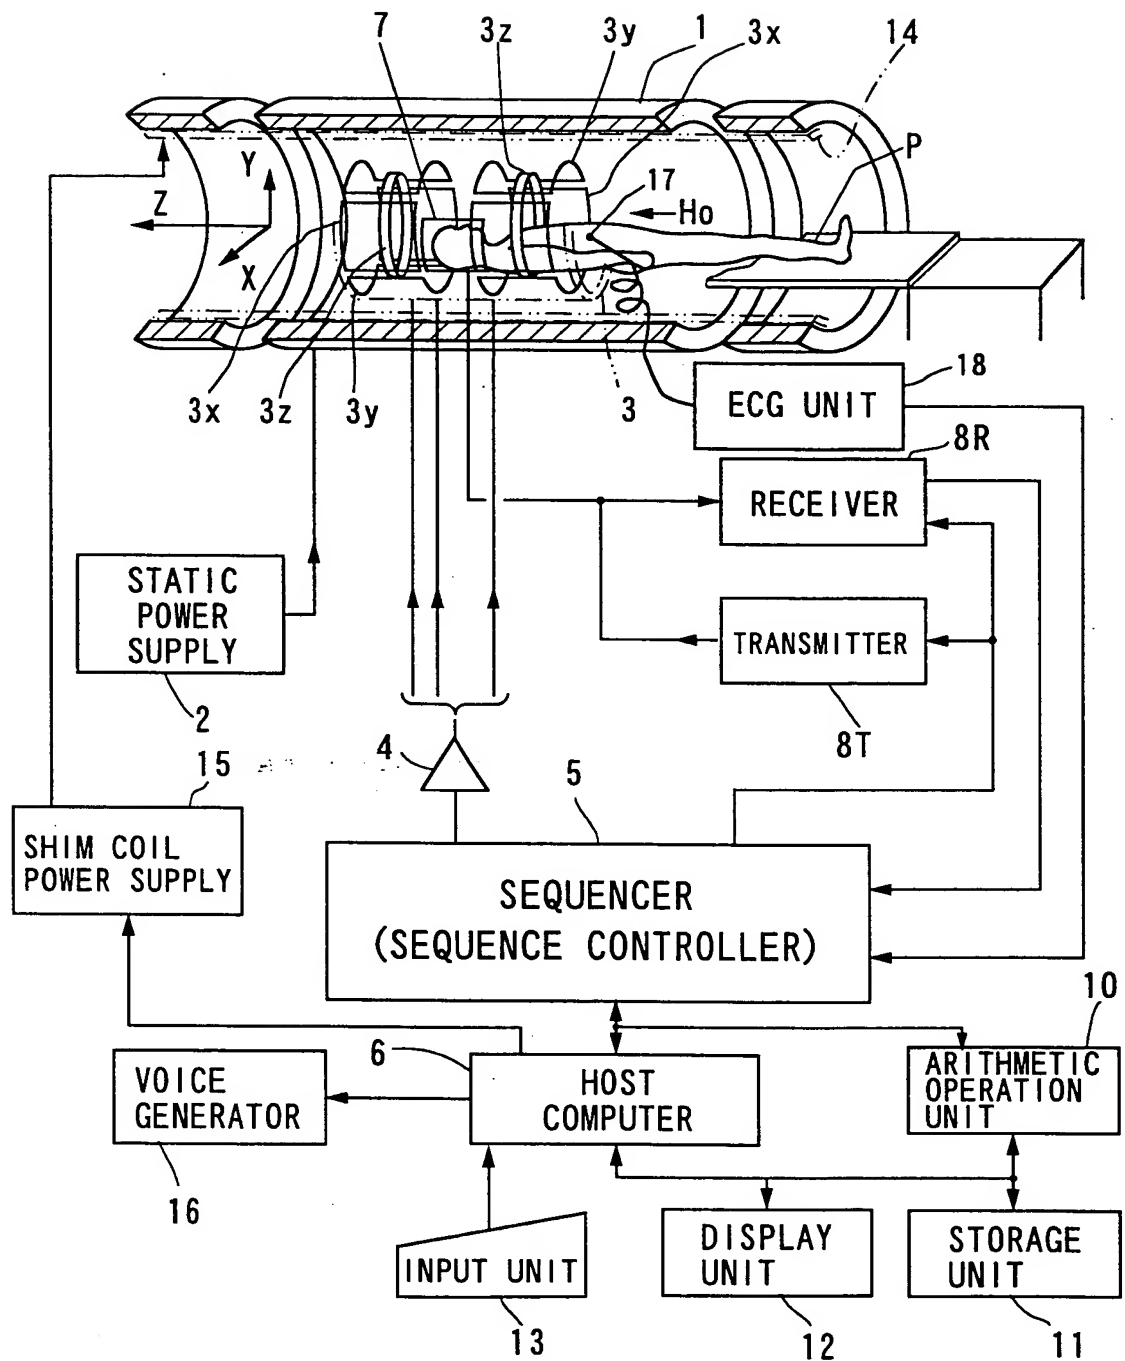 7
3z
3y
1
3x
14
P
17
Y
Z
X
Ho
3x
3z
3y
3
18
ECG UNIT
8R
RECEIVER
STATIC
POWER
SUPPLY
TRANSMITTER
2
8T
4
15
5
SHIM COIL
POWER SUPPLY
SEQUENCER
(SEQUENCE CONTROLLER)
10
6
VOICE
GENERATOR
HOST
COMPUTER
ARITHMETIC
OPERATION
UNIT
16
INPUT UNIT
DISPLAY
UNIT
STORAGE
UNIT
13
12
11